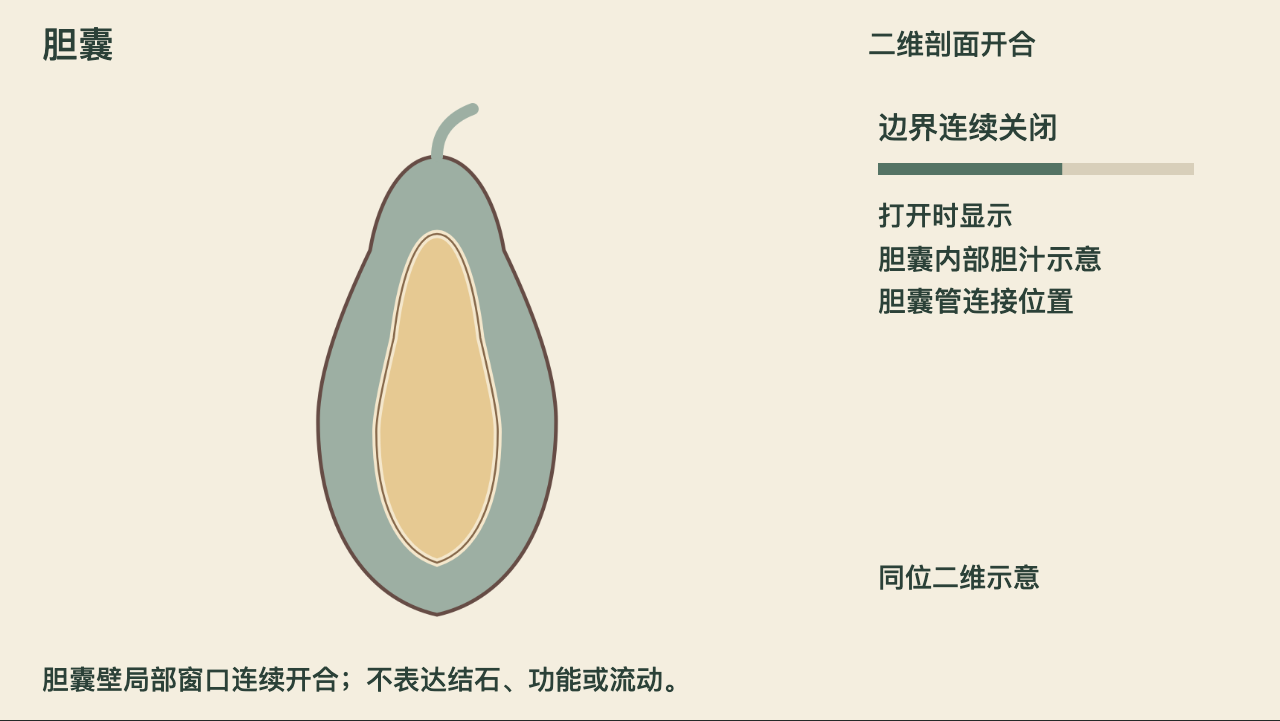 胆囊
二维剖面开合
边界连续关闭
打开时显示
胆囊内部胆汁示意
胆囊管连接位置
同位二维示意
胆囊壁局部窗口连续开合；不表达结石、功能或流动。